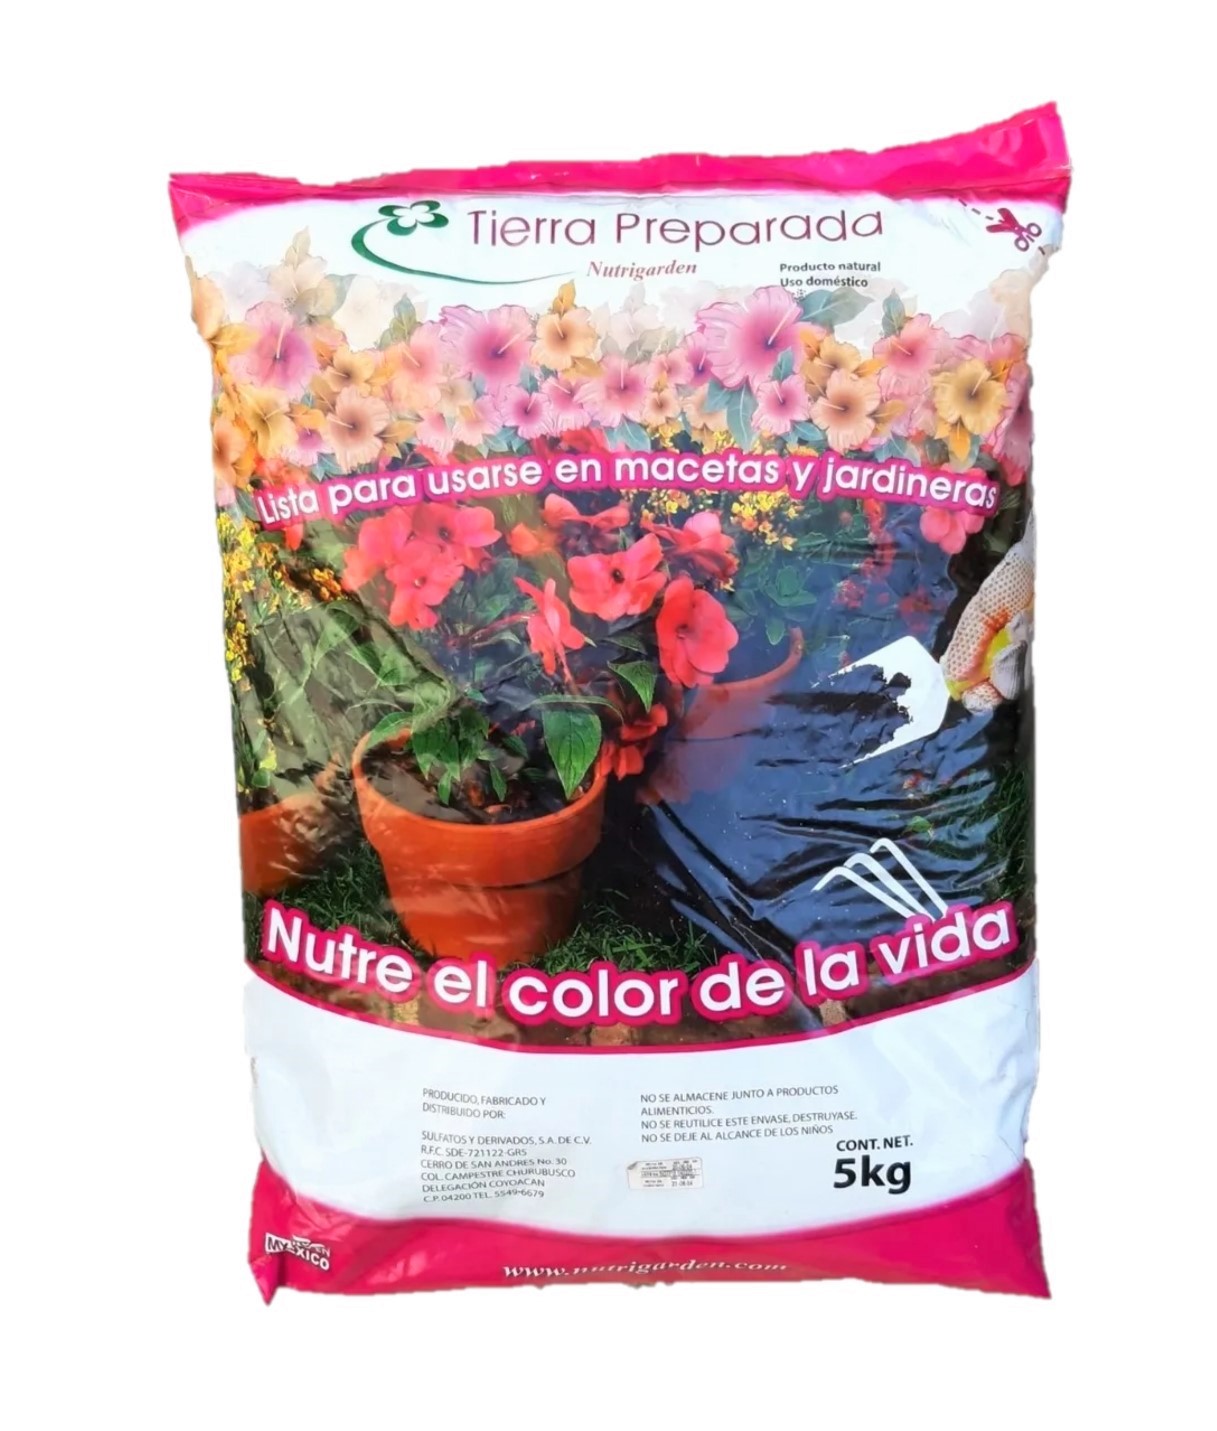 Tierra Preparada
Nutrigarden
Producto natural
Uso doméstico
Lista para usarse en macetas y jardineras
Nutre el color de la vida
PRODUCIDO, FABRICADO Y
DISTRIBUIDO POR:
SULFATOS Y DERIVADOS, S.A. DE C.V.
R.F.C. SDE-721122-GR5
CERRO DE SAN ANDRES No. 30
COL. CAMPESTRE CHURUBUSCO
DELEGACIÓN COYOACAN
C.P. 04200 TEL. 5549-6679
NO SE ALMACENE JUNTO A PRODUCTOS
ALIMENTICIOS.
NO SE REUTILICE ESTE ENVASE, DESTRUYASE.
NO SE DEJE AL ALCANCE DE LOS NIÑOS
CONT. NET.
5kg
www.nutrigarden.com